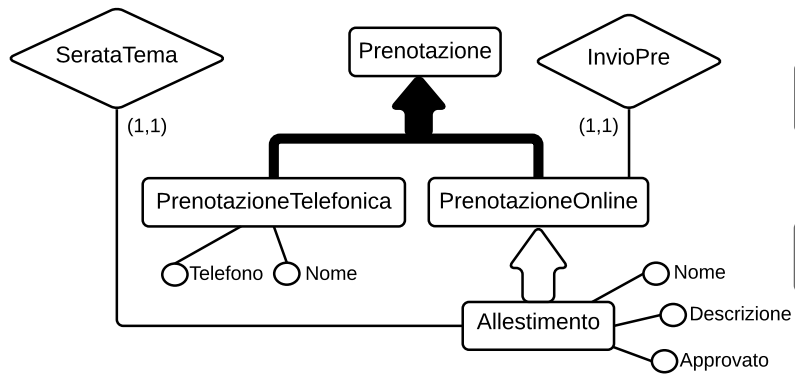 SerataTema
Prenotazione
InvioPre
(1,1)
(1,1)
PrenotazioneTelefonica
PrenotazioneOnline
Telefono
Nome
Nome
Allestimento
Descrizione
Approvato